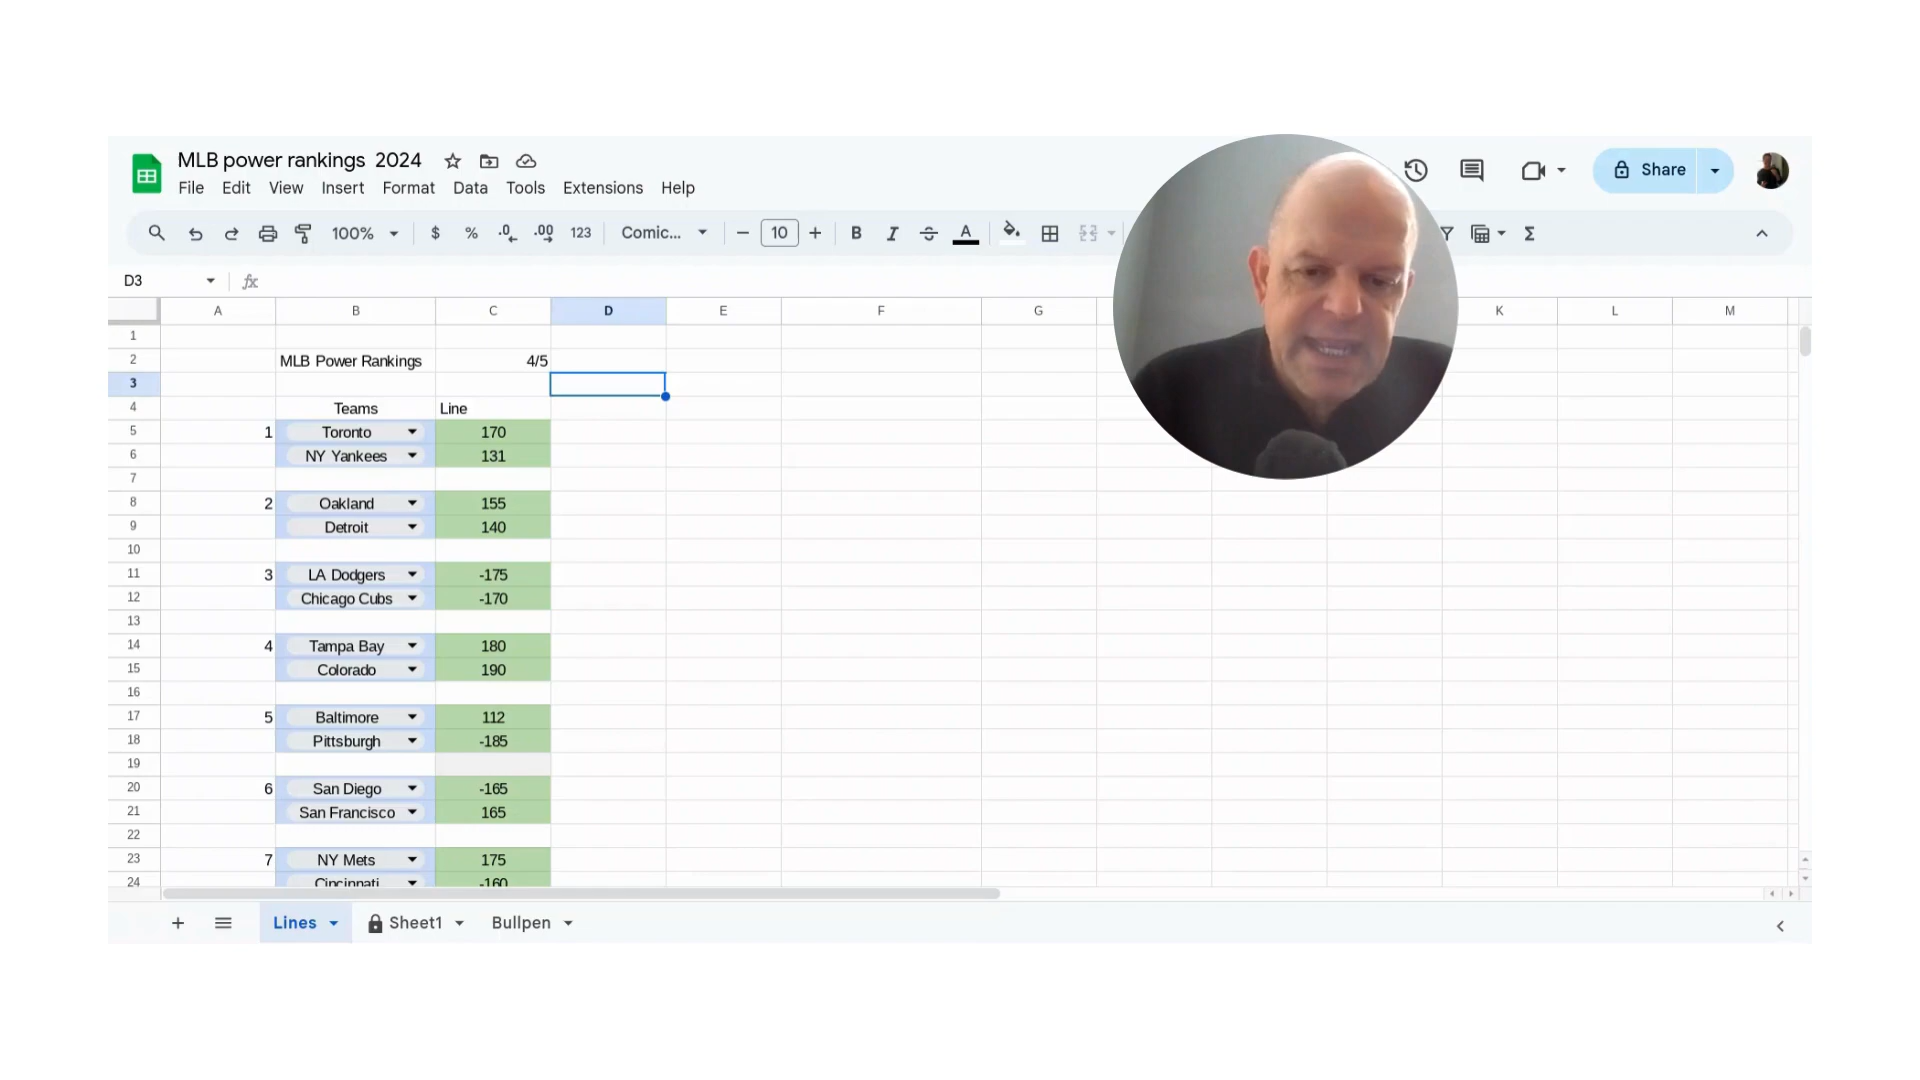 MLB power rankings 2024
File Edit View Insert Format Data Tools Extensions Help
Share
100% $ % .0 .00 123 Comic... 10 B I A Σ
D3 fx
A B C D E F G K L M
1
2 MLB Power Rankings 4/5
3
4 Teams Line
5 1 Toronto 170
6 NY Yankees 131
7
8 2 Oakland 155
9 Detroit 140
10
11 3 LA Dodgers -175
12 Chicago Cubs -170
13
14 4 Tampa Bay 180
15 Colorado 190
16
17 5 Baltimore 112
18 Pittsburgh -185
19
20 6 San Diego -165
21 San Francisco 165
22
23 7 NY Mets 175
24 Cincinnati -160
Lines Sheet1 Bullpen